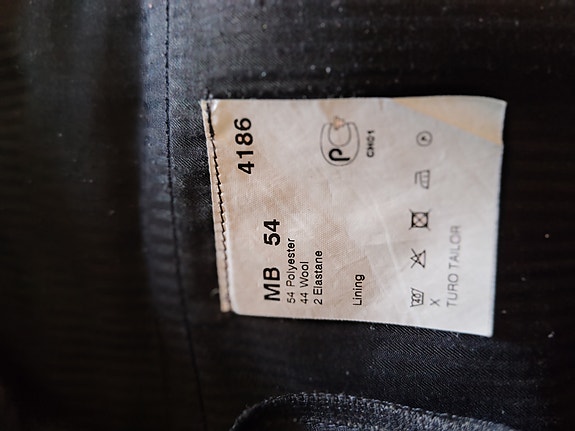 4186
MB 54
54 Polyester
44 Wool
2 Elastane
Lining
CH01
X
TURO TAILOR